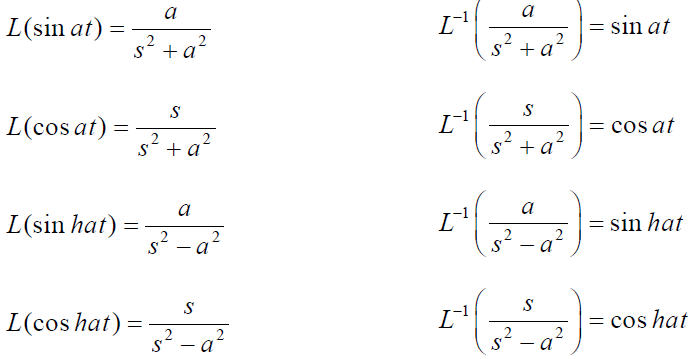 L(sin at) = a / (s² + a²)    L⁻¹(a / (s² + a²)) = sin at
L(cos at) = s / (s² + a²)    L⁻¹(s / (s² + a²)) = cos at
L(sin hat) = a / (s² − a²)    L⁻¹(a / (s² − a²)) = sin hat
L(cos hat) = s / (s² − a²)    L⁻¹(s / (s² − a²)) = cos hat